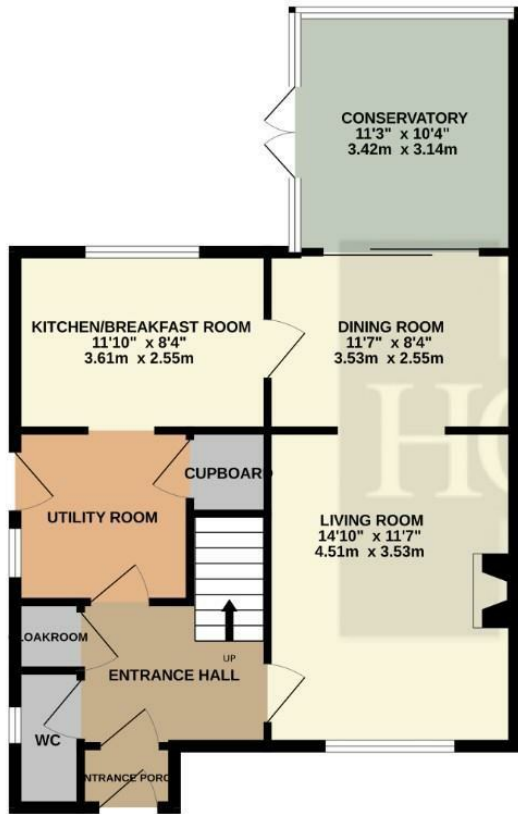 CONSERVATORY
11'3" x 10'4"
3.42m x 3.14m
KITCHEN/BREAKFAST ROOM
11'10" x 8'4"
3.61m x 2.55m
DINING ROOM
11'7" x 8'4"
3.53m x 2.55m
CUPBOARD
UTILITY ROOM
LIVING ROOM
14'10" x 11'7"
4.51m x 3.53m
LOAKROOM
UP
ENTRANCE HALL
WC
NTRANCE PORC